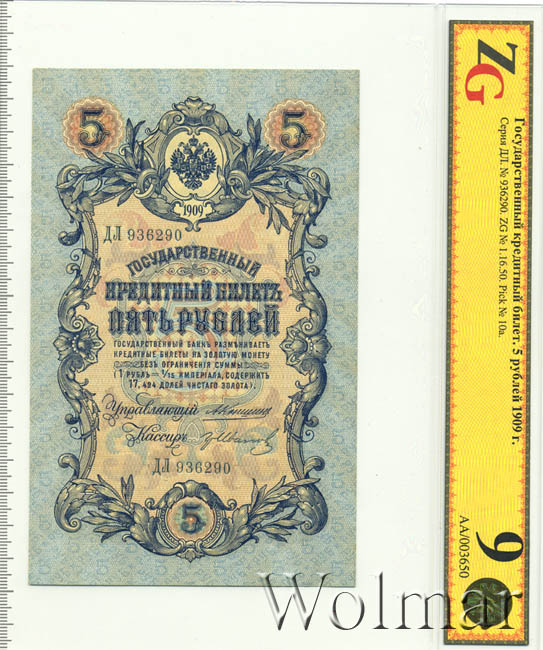 5 5
1909
ДЛ 936290
ГОСУДАРСТВЕННЫЙ
КРЕДИТНЫЙ БИЛЕТЪ
ПЯТЬ РУБЛЕЙ
ГОСУДАРСТВЕННЫЙ БАНКЪ РАЗМѢНИВАЕТЪ
КРЕДИТНЫЕ БИЛЕТЫ НА ЗОЛОТУЮ МОНЕТУ
БЕЗЪ ОГРАНИЧЕНІЯ СУММЫ
(1 РУБЛЬ = 1/15 ИМПЕРІАЛА, СОДЕРЖИТЪ
17,424 ДОЛЕЙ ЧИСТАГО ЗОЛОТА).
Управляющій
Кассиръ
ДЛ 936290
5
ZG
Государственный кредитный билет. 5 рублей 1909 г.
Серия ДЛ. № 936290. ZG № 1.16.50. Pick № 10a.
9
ZG
АА/003650
Wolmar